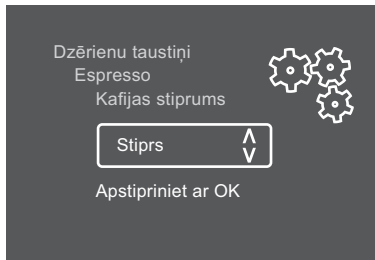 Dzērienu taustiņi
Espresso
Kafijas stiprums
Stiprs
Apstipriniet ar OK